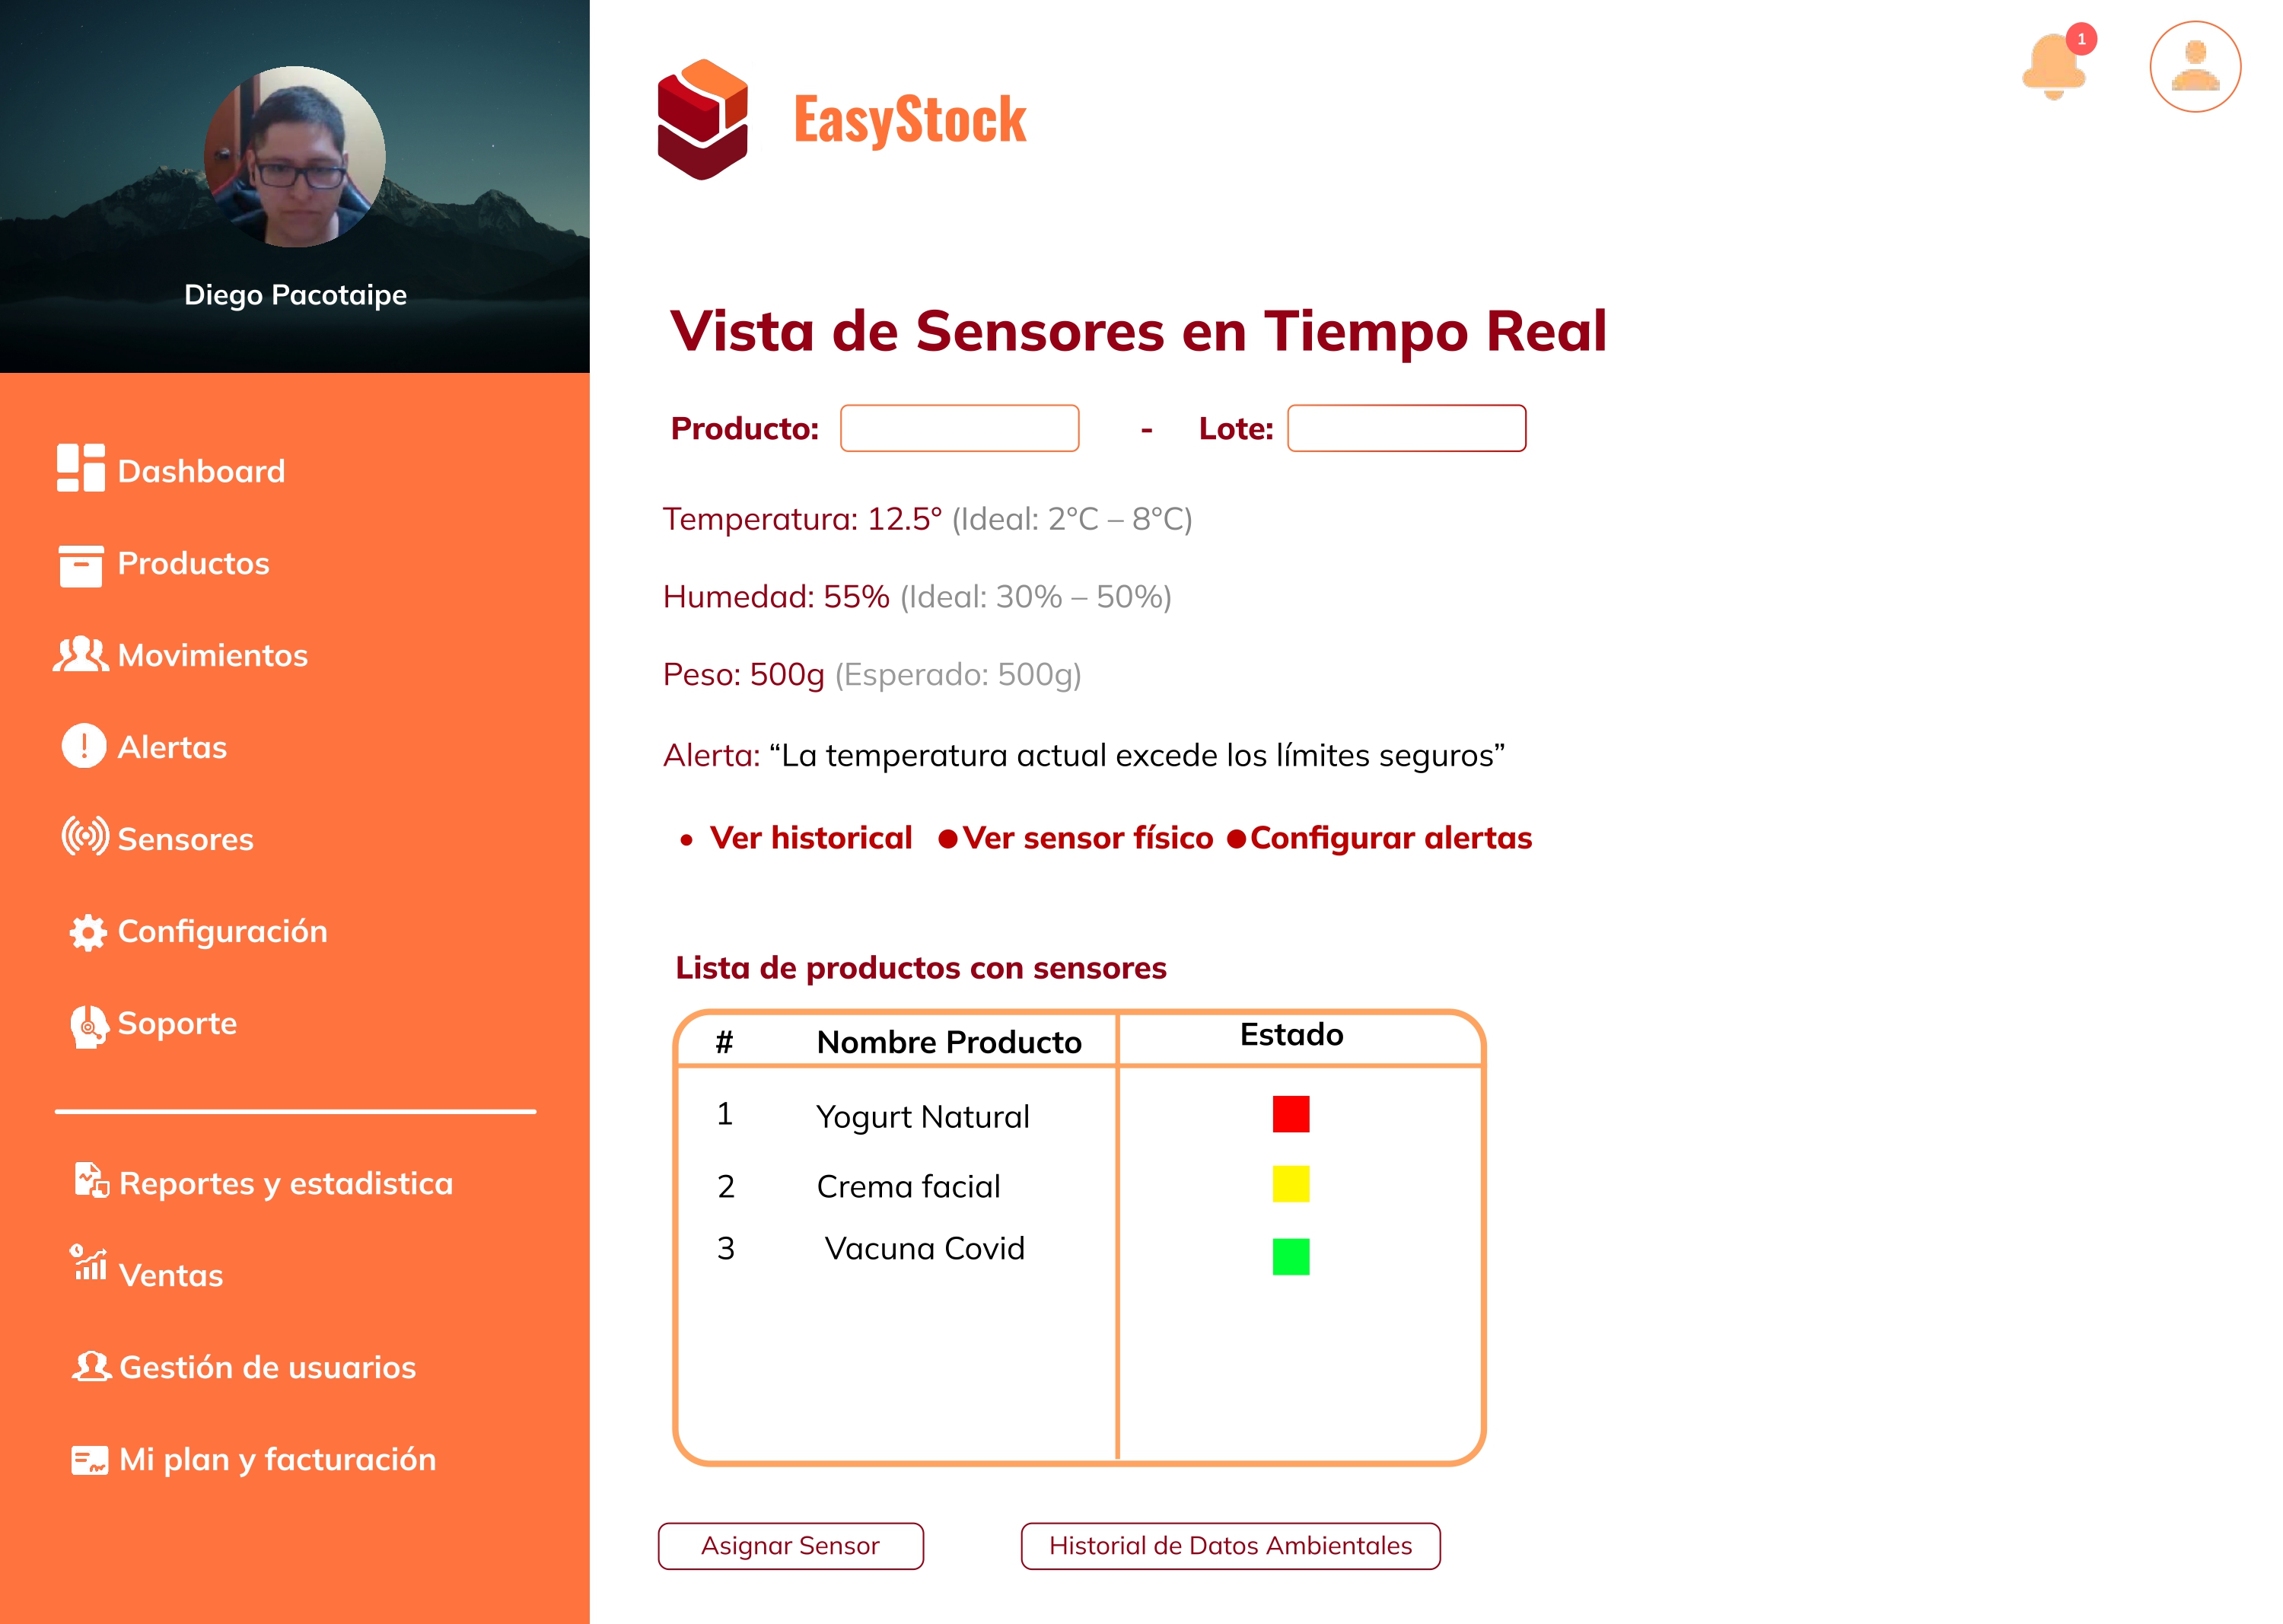 Diego Pacotaipe
Dashboard
Productos
Movimientos
Alertas
Sensores
Configuración
Soporte
Reportes y estadistica
Ventas
Gestión de usuarios
Mi plan y facturación
EasyStock
1
Vista de Sensores en Tiempo Real
Producto: - Lote:
Temperatura: 12.5° (Ideal: 2°C – 8°C)
Humedad: 55% (Ideal: 30% – 50%)
Peso: 500g (Esperado: 500g)
Alerta: “La temperatura actual excede los límites seguros”
• Ver historical ●Ver sensor físico ●Configurar alertas
Lista de productos con sensores
# Nombre Producto Estado
1 Yogurt Natural
2 Crema facial
3 Vacuna Covid
Asignar Sensor Historial de Datos Ambientales